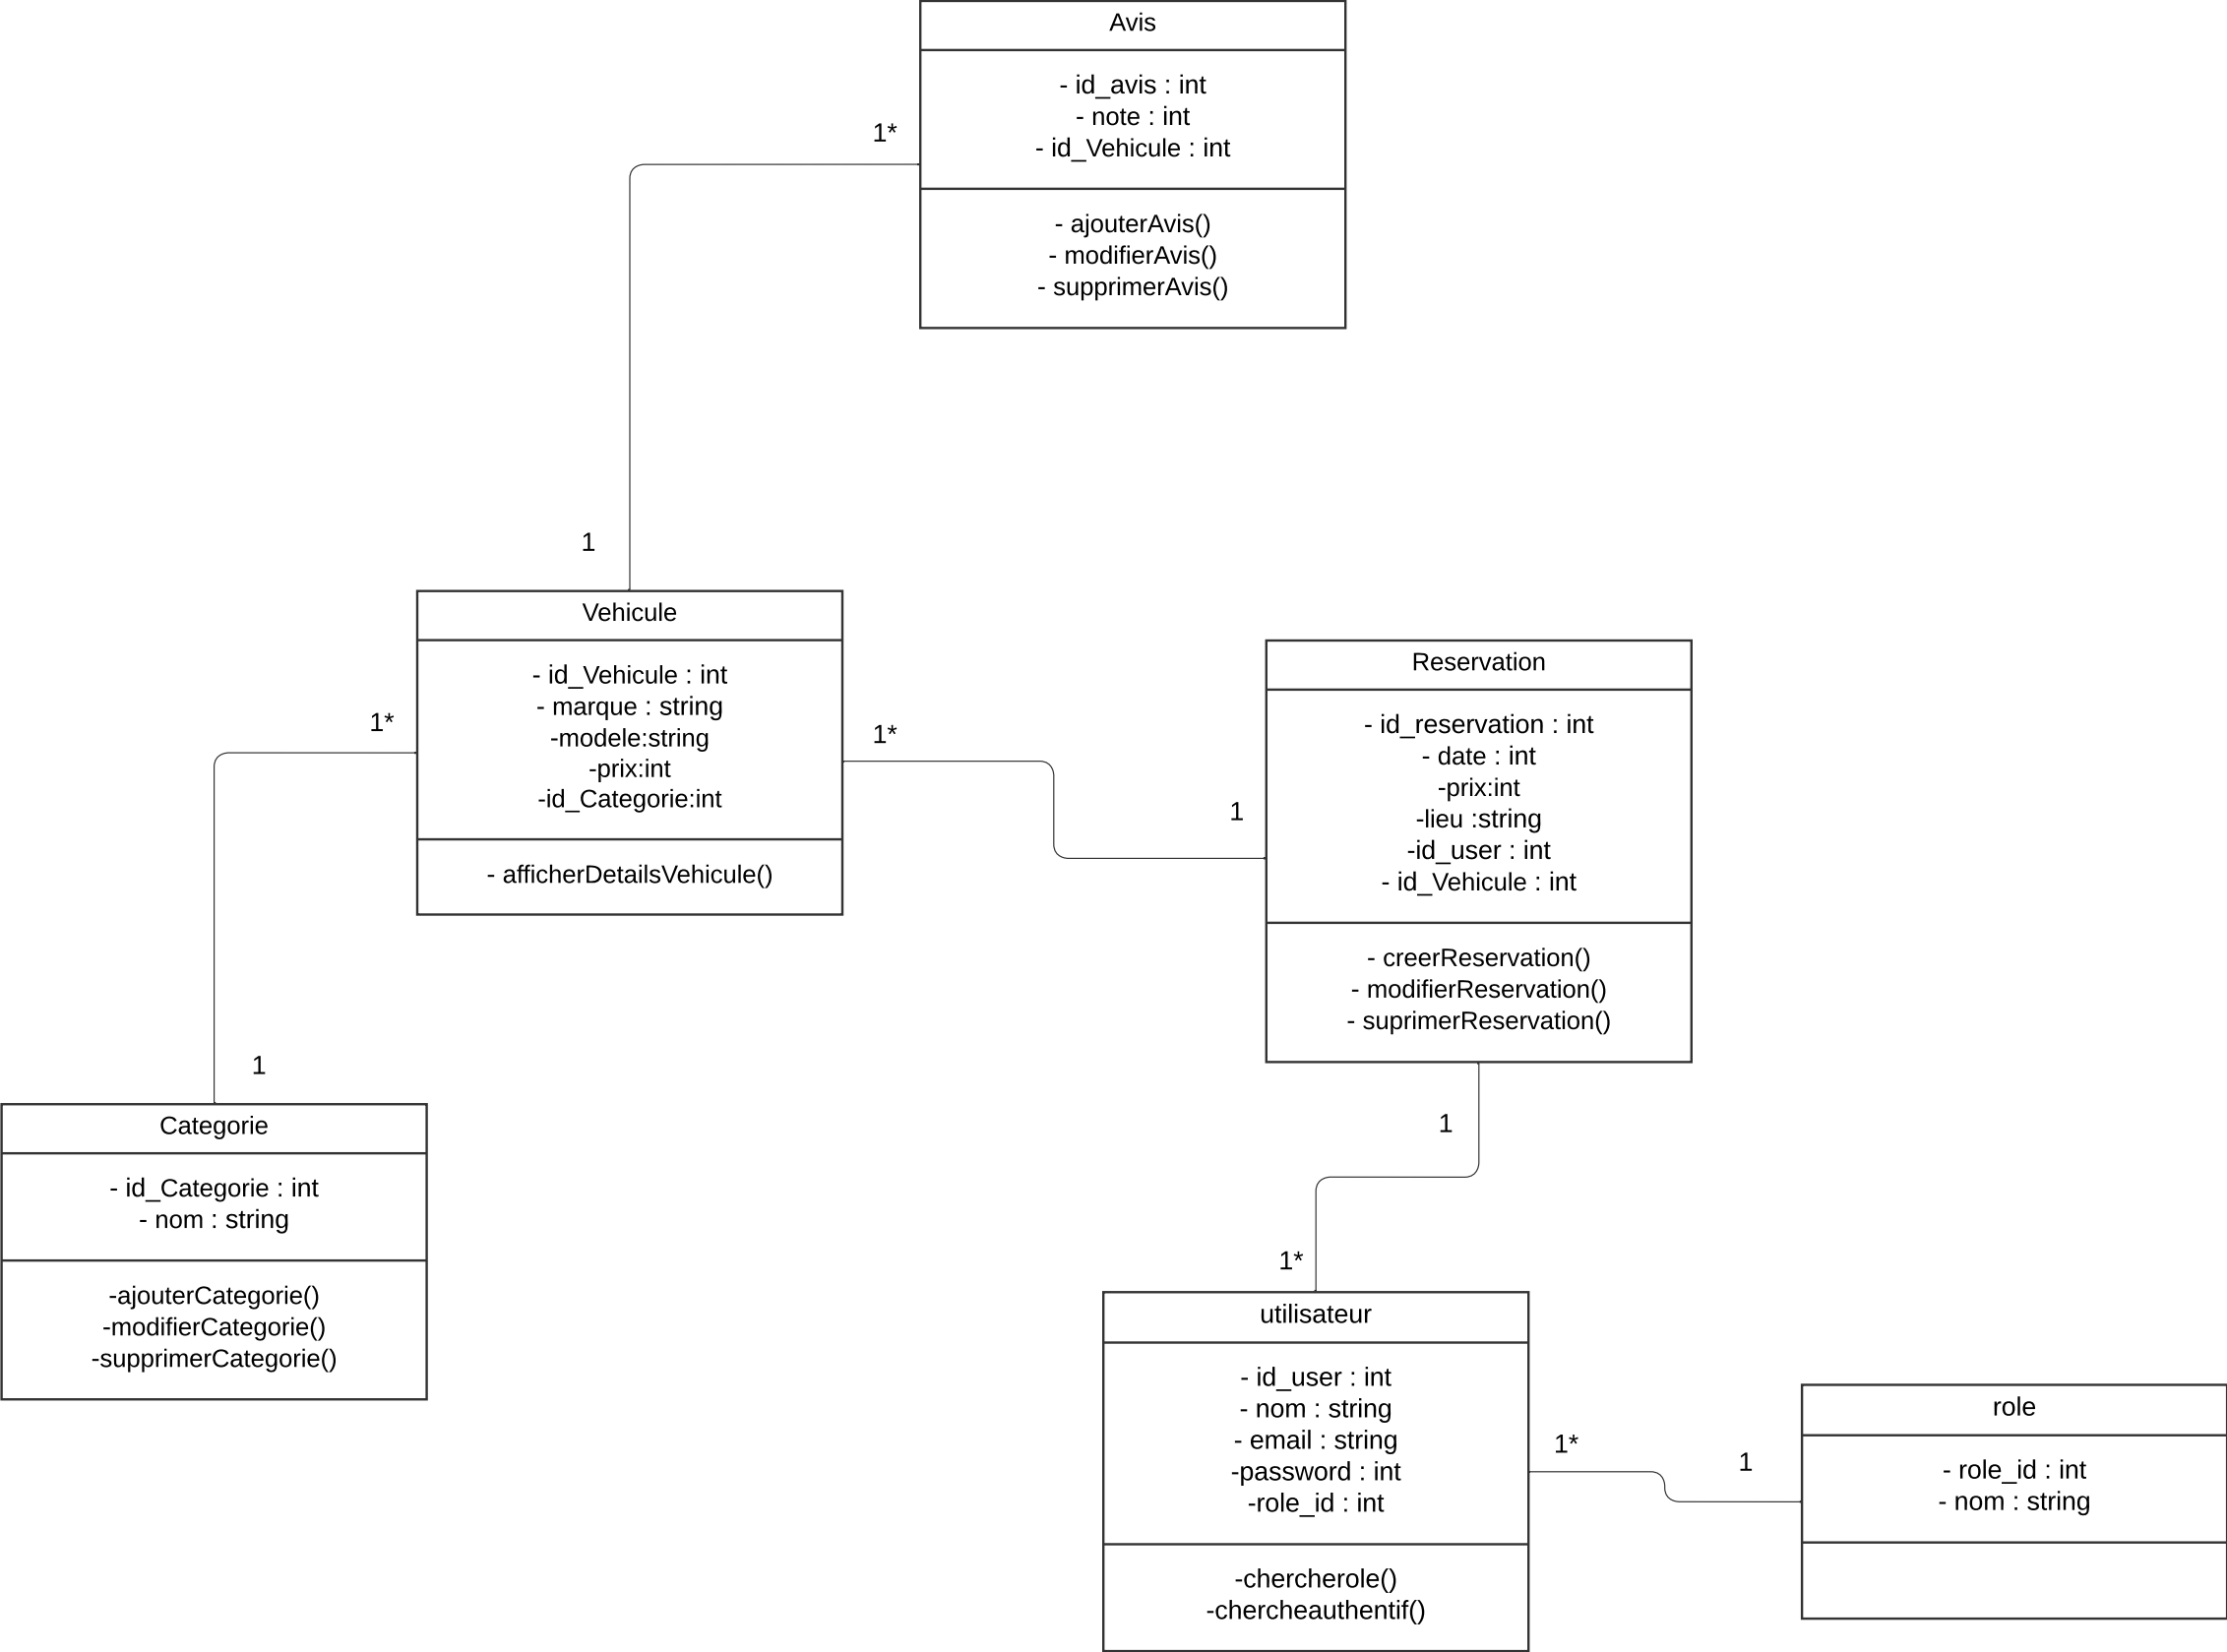 Avis
- id_avis : int
- note : int
- id_Vehicule : int
- ajouterAvis()
- modifierAvis()
- supprimerAvis()
1*
1
Vehicule
- id_Vehicule : int
- marque : string
-modele:string
-prix:int
-id_Categorie:int
- afficherDetailsVehicule()
1*
1*
1
Reservation
- id_reservation : int
- date : int
-prix:int
-lieu :string
-id_user : int
- id_Vehicule : int
- creerReservation()
- modifierReservation()
- suprimerReservation()
1
Categorie
- id_Categorie : int
- nom : string
-ajouterCategorie()
-modifierCategorie()
-supprimerCategorie()
1
1*
utilisateur
- id_user : int
- nom : string
- email : string
-password : int
-role_id : int
-chercherole()
-chercheauthentif()
1*
1
role
- role_id : int
- nom : string